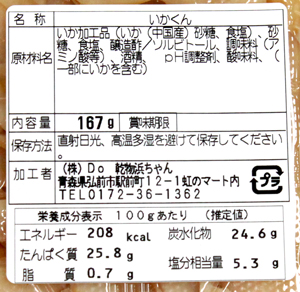 名称 いかくん
原材料名 いか加工品(いか(中国産)砂糖、食塩)、砂
糖、食塩、醸造酢/ソルビトール、調味料(ア
ミノ酸等)、酒精、pH調整剤、酸味料、(
一部にいかを含む)
内容量 167g 賞味期限
保存方法 直射日光、高温多湿を避けて保存してください。
加工者 (株)Do 乾物浜ちゃん
青森県弘前市駅前町12-1虹のマート内
TEL0172-36-1362
プラ
栄養成分表示 100gあたり (推定値)
エネルギー 208 kcal 炭水化物 24.6g
たんぱく質 25.8g
脂質 0.7g 塩分相当量 5.3g